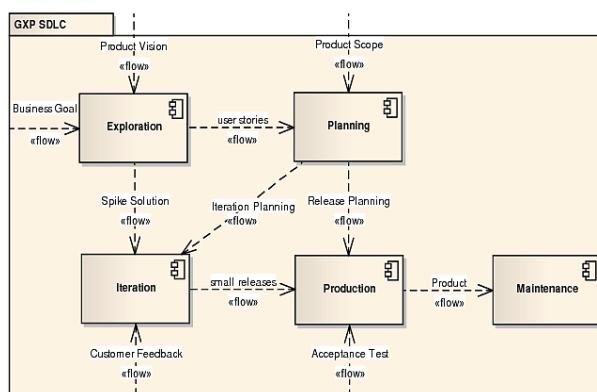 GXP SDLC
Product Vision
«flow»
Product Scope
«flow»
Business Goal
«flow»
Exploration
user stories
«flow»
Planning
Spike Solution
«flow»
Iteration Planning
«flow»
Release Planning
«flow»
Iteration
small releases
«flow»
Production
Product
«flow»
Maintenance
Customer Feedback
«flow»
Acceptance Test
«flow»